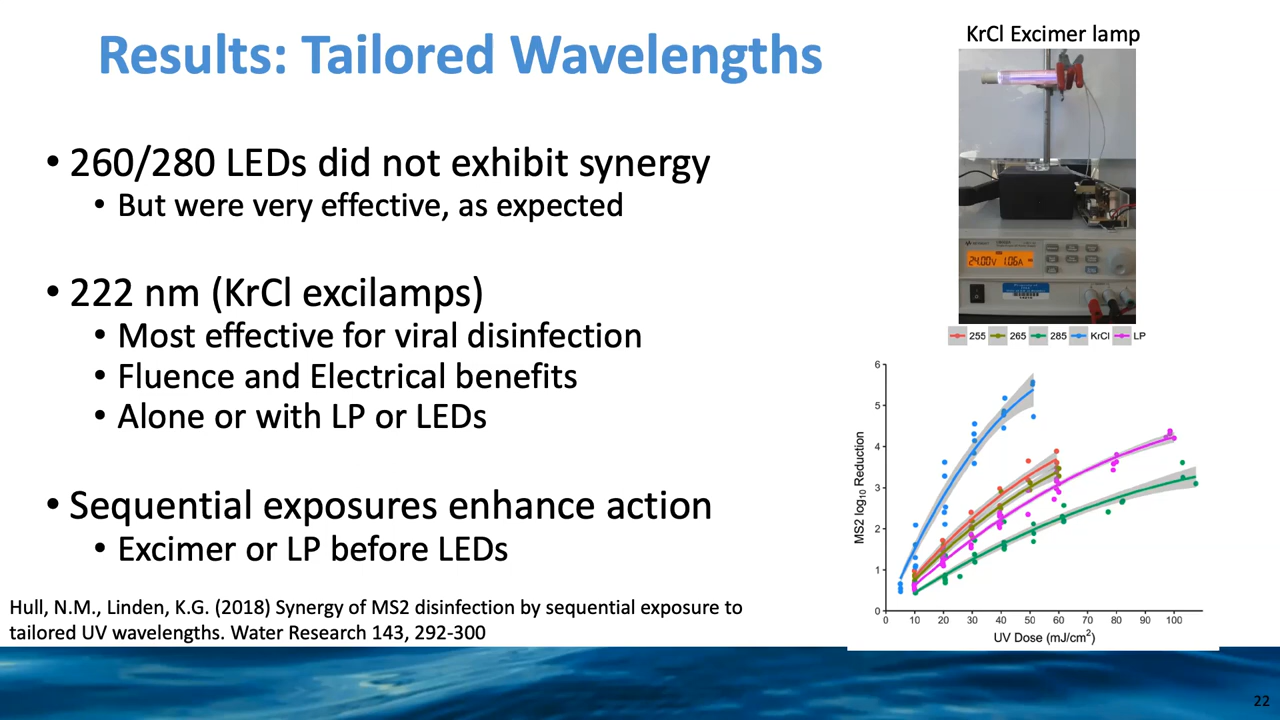 Results: Tailored Wavelengths
• 260/280 LEDs did not exhibit synergy
• But were very effective, as expected
• 222 nm (KrCl excilamps)
• Most effective for viral disinfection
• Fluence and Electrical benefits
• Alone or with LP or LEDs
• Sequential exposures enhance action
• Excimer or LP before LEDs
Hull, N.M., Linden, K.G. (2018) Synergy of MS2 disinfection by sequential exposure to
tailored UV wavelengths. Water Research 143, 292-300
KrCl Excimer lamp
24.00V 1.06A
255 265 285 KrCl LP
MS2 log10 Reduction
6
5
4
3
2
1
0
0 10 20 30 40 50 60 70 80 90 100
UV Dose (mJ/cm2)
22